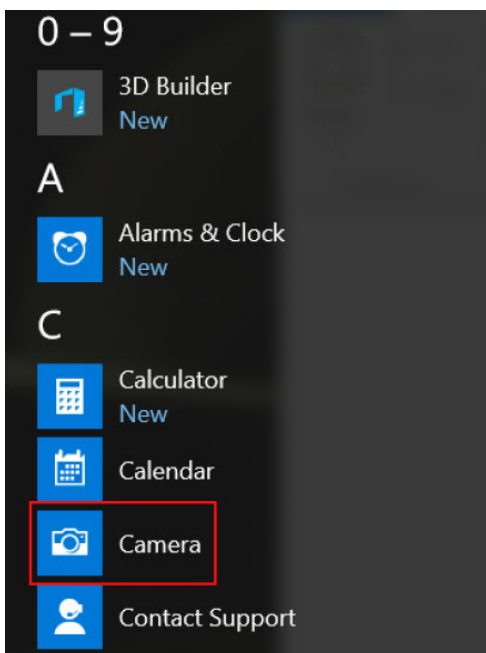 0 – 9
3D Builder
New
A
Alarms & Clock
New
C
Calculator
New
Calendar
Camera
Contact Support